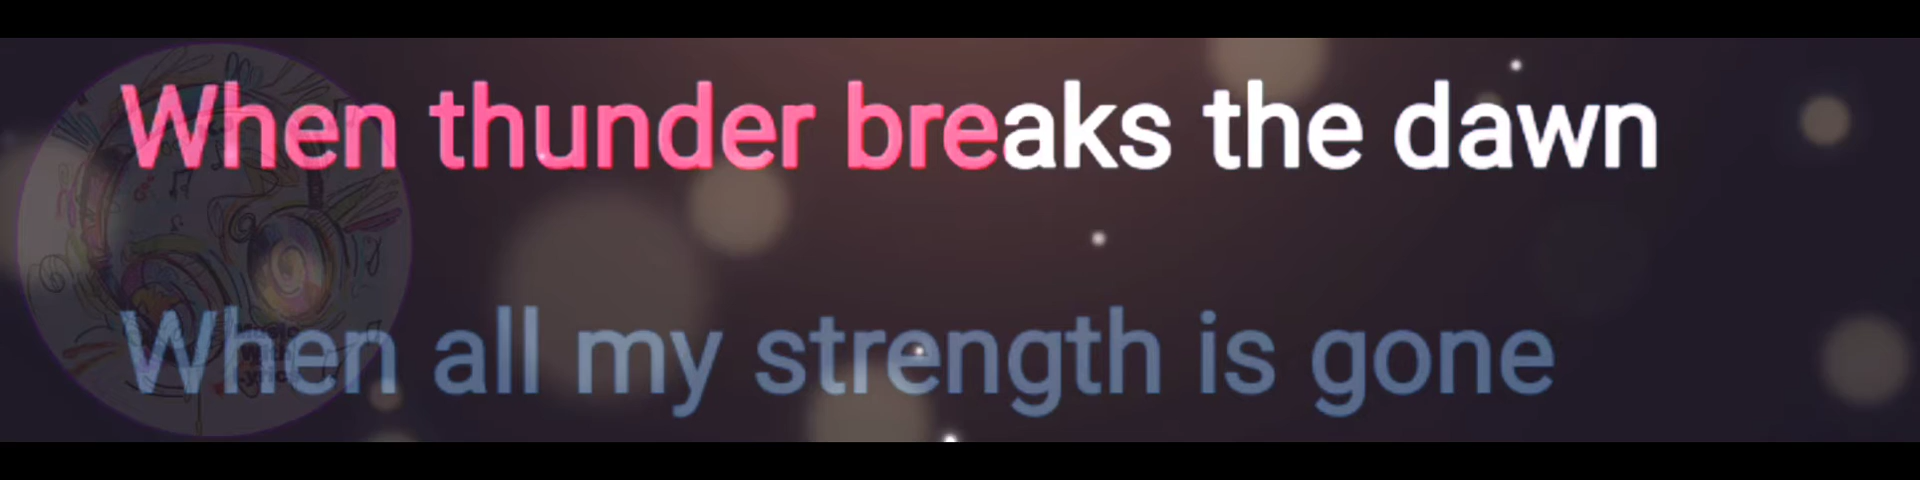 When thunder breaks the dawn
When all my strength is gone